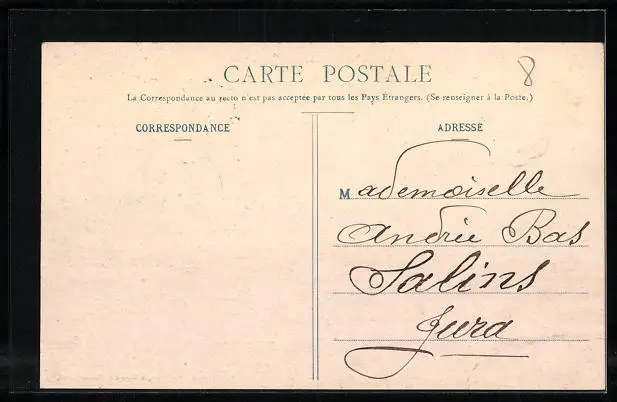 8
CARTE POSTALE
La Correspondance au recto n'est pas acceptée par tous les Pays Etrangers. (Se renseigner à la Poste.)
CORRESPONDANCE
ADRESSE
Mademoiselle
Andrée Bas
Salins
Jura